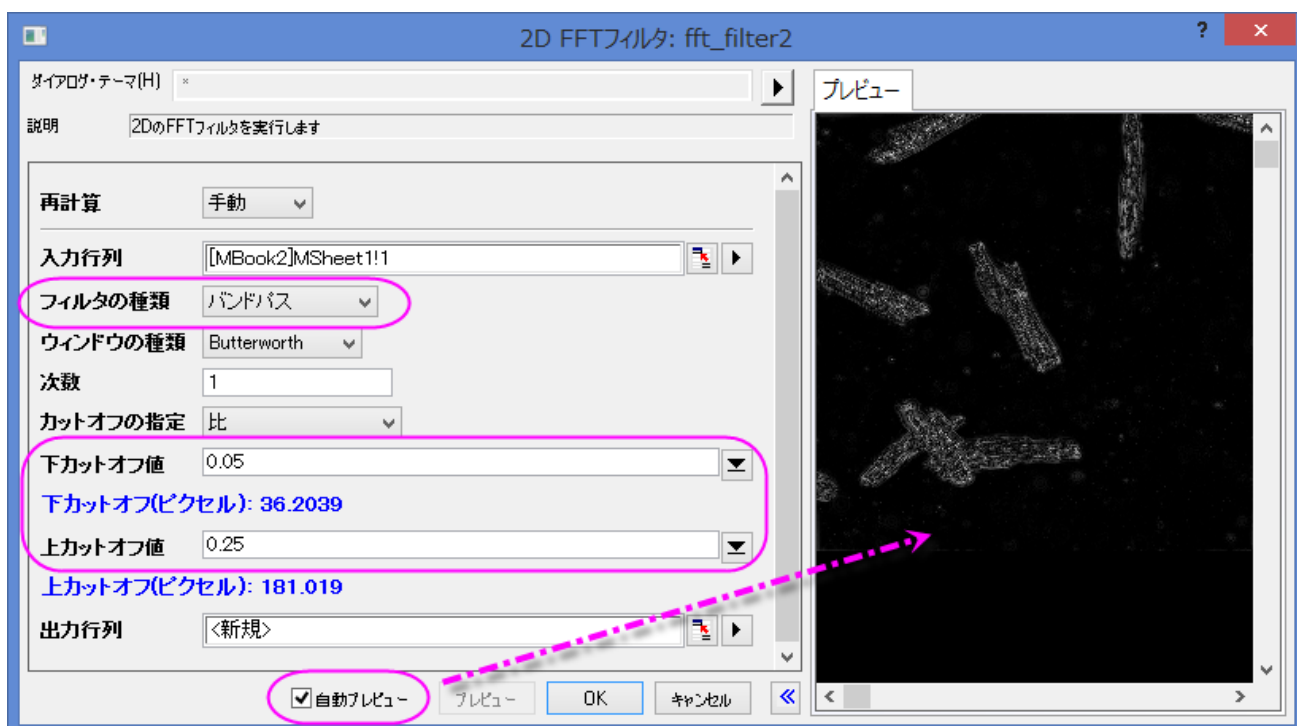 2D FFTフィルタ: fft_filter2
?
×
ダイアログ・テーマ(H) *
説明 2DのFFTフィルタを実行します
再計算 手動
入力行列 [MBook2]MSheet1!1
フィルタの種類 バンドパス
ウィンドウの種類 Butterworth
次数 1
カットオフの指定 比
下カットオフ値 0.05
下カットオフ(ピクセル): 36.2039
上カットオフ値 0.25
上カットオフ(ピクセル): 181.019
出力行列 <新規>
自動プレビュー プレビュー OK キャンセル
プレビュー